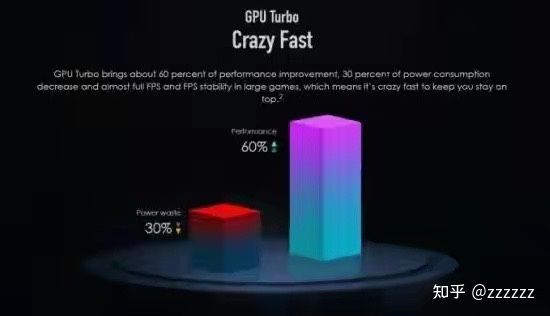 GPU Turbo
Crazy Fast
GPU Turbo brings about 60 percent of performance improvement, 30 percent of power consumption
decrease and almost full FPS and FPS stability in large games, which means it's crazy fast to keep you stay on
top.2
Performance
60%
Power waste
30%
知乎 @zzzzzz